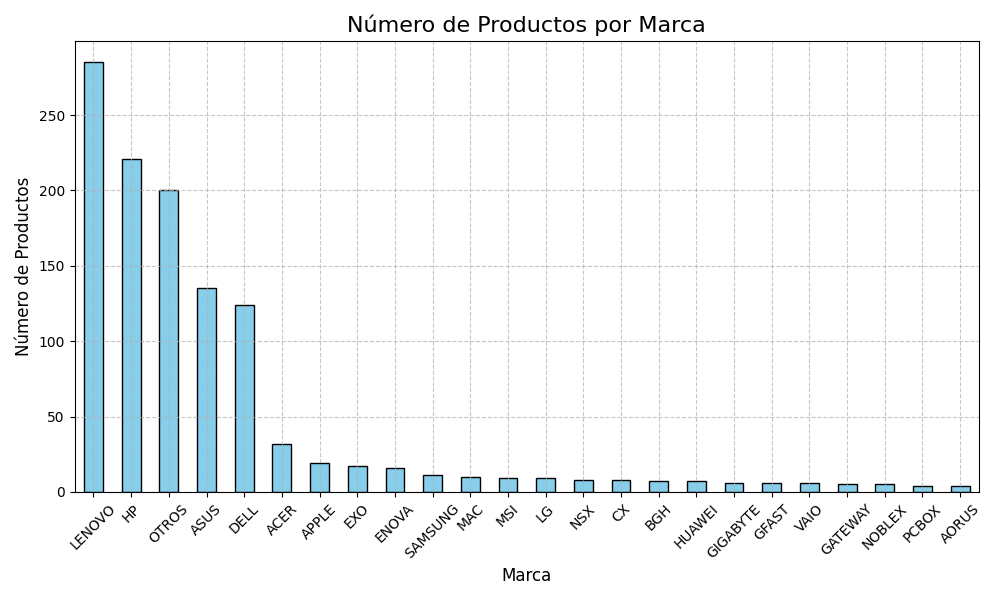 Número de Productos por Marca
Número de Productos
250
200
150
100
50
0
LENOVO
HP
OTROS
ASUS
DELL
ACER
APPLE
EXO
ENOVA
SAMSUNG
MAC
MSI
LG
NSX
CX
BGH
HUAWEI
GIGABYTE
GFAST
VAIO
GATEWAY
NOBLEX
PCBOX
AORUS
Marca